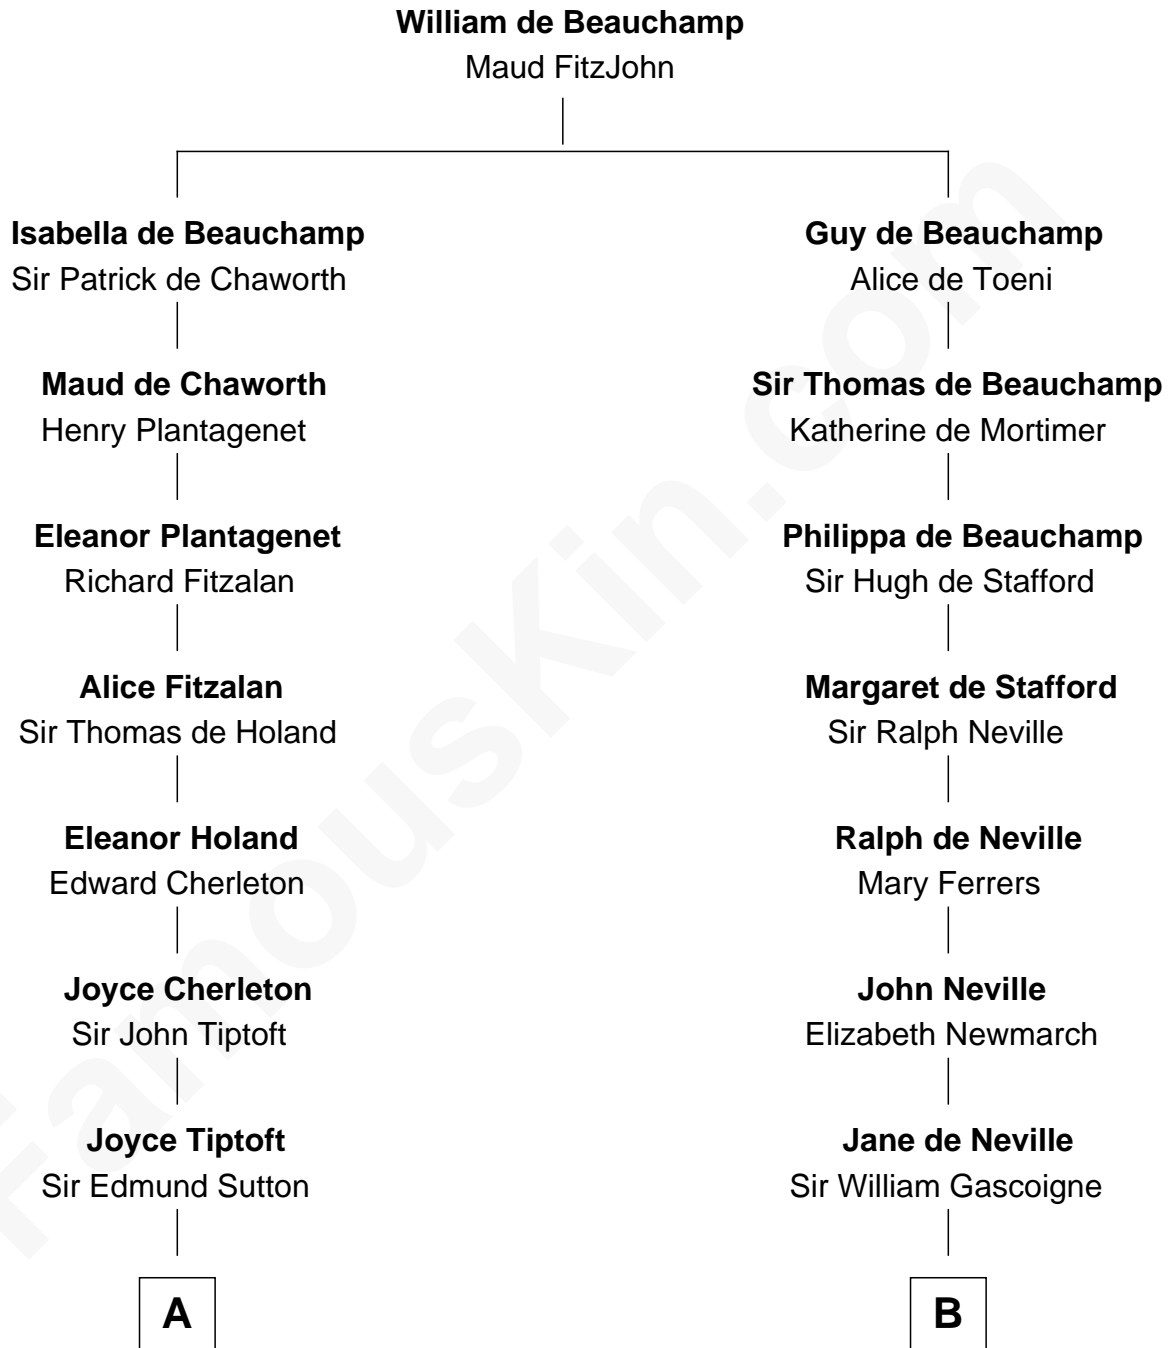 William de Beauchamp
Maud FitzJohn
Isabella de Beauchamp
Sir Patrick de Chaworth
Guy de Beauchamp
Alice de Toeni
Maud de Chaworth
Henry Plantagenet
Sir Thomas de Beauchamp
Katherine de Mortimer
Eleanor Plantagenet
Richard Fitzalan
Philippa de Beauchamp
Sir Hugh de Stafford
Alice Fitzalan
Sir Thomas de Holand
Margaret de Stafford
Sir Ralph Neville
Eleanor Holand
Edward Cherleton
Ralph de Neville
Mary Ferrers
Joyce Cherleton
Sir John Tiptoft
John Neville
Elizabeth Newmarch
Joyce Tiptoft
Sir Edmund Sutton
Jane de Neville
Sir William Gascoigne
A
B
FamousKin.com